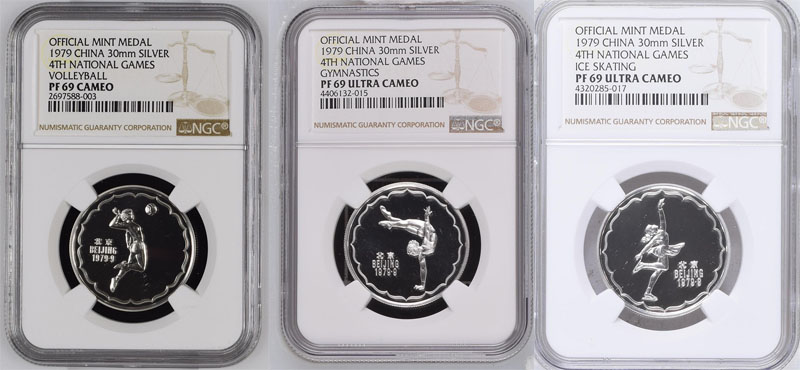 OFFICIAL MINT MEDAL
1979 CHINA 30mm SILVER
4TH NATIONAL GAMES
VOLLEYBALL
PF 69 CAMEO
2697588-003
NUMISMATIC GUARANTY CORPORATION
NGC®
北京
BEIJING
1979·9
OFFICIAL MINT MEDAL
1979 CHINA 30mm SILVER
4TH NATIONAL GAMES
GYMNASTICS
PF 69 ULTRA CAMEO
4406132-015
NUMISMATIC GUARANTY CORPORATION
NGC®
北京
BEIJING
1979·9
OFFICIAL MINT MEDAL
1979 CHINA 30mm SILVER
4TH NATIONAL GAMES
ICE SKATING
PF 69 ULTRA CAMEO
4320285-017
NUMISMATIC GUARANTY CORPORATION
NGC®
北京
BEIJING
1979·9